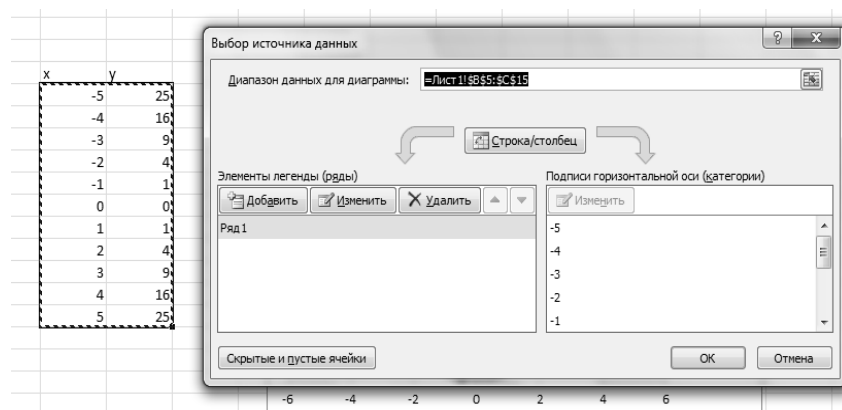 x y
-5 25
-4 16
-3 9
-2 4
-1 1
0 0
1 1
2 4
3 9
4 16
5 25
Выбор источника данных
Диапазон данных для диаграммы: =Лист1!$B$5:$C$15
Строка/столбец
Элементы легенды (ряды)
Добавить Изменить Удалить
Ряд1
Подписи горизонтальной оси (категории)
Изменить
-5
-4
-3
-2
-1
Скрытые и пустые ячейки
ОК Отмена
-6 -4 -2 0 2 4 6